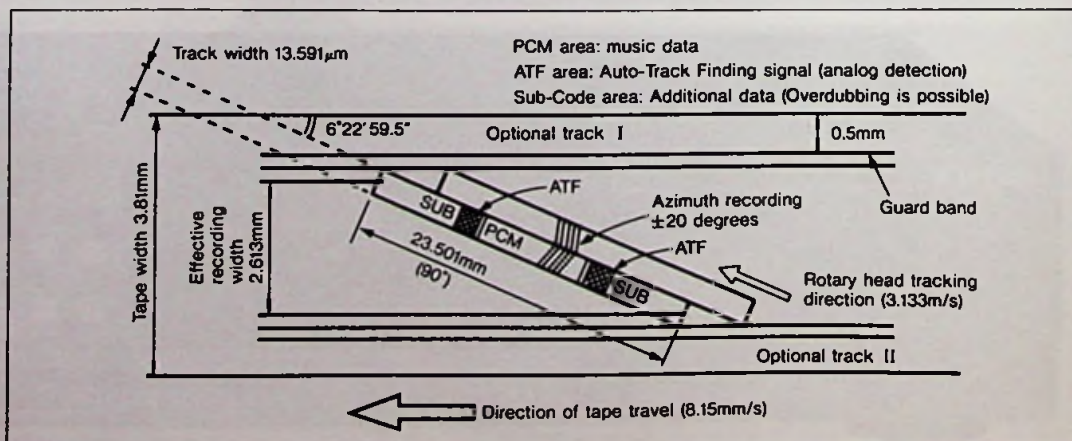 Track width 13.591μm
PCM area: music data
ATF area: Auto-Track Finding signal (analog detection)
Sub-Code area: Additional data (Overdubbing is possible)
6°22'59.5"
Optional track I
0.5mm
Guard band
Tape width 3.81mm
Effective
recording
width
2.613mm
SUB
ATF
PCM
Azimuth recording
±20 degrees
ATF
SUB
23.501mm
(90°)
Rotary head tracking
direction (3.133m/s)
Optional track II
Direction of tape travel (8.15mm/s)